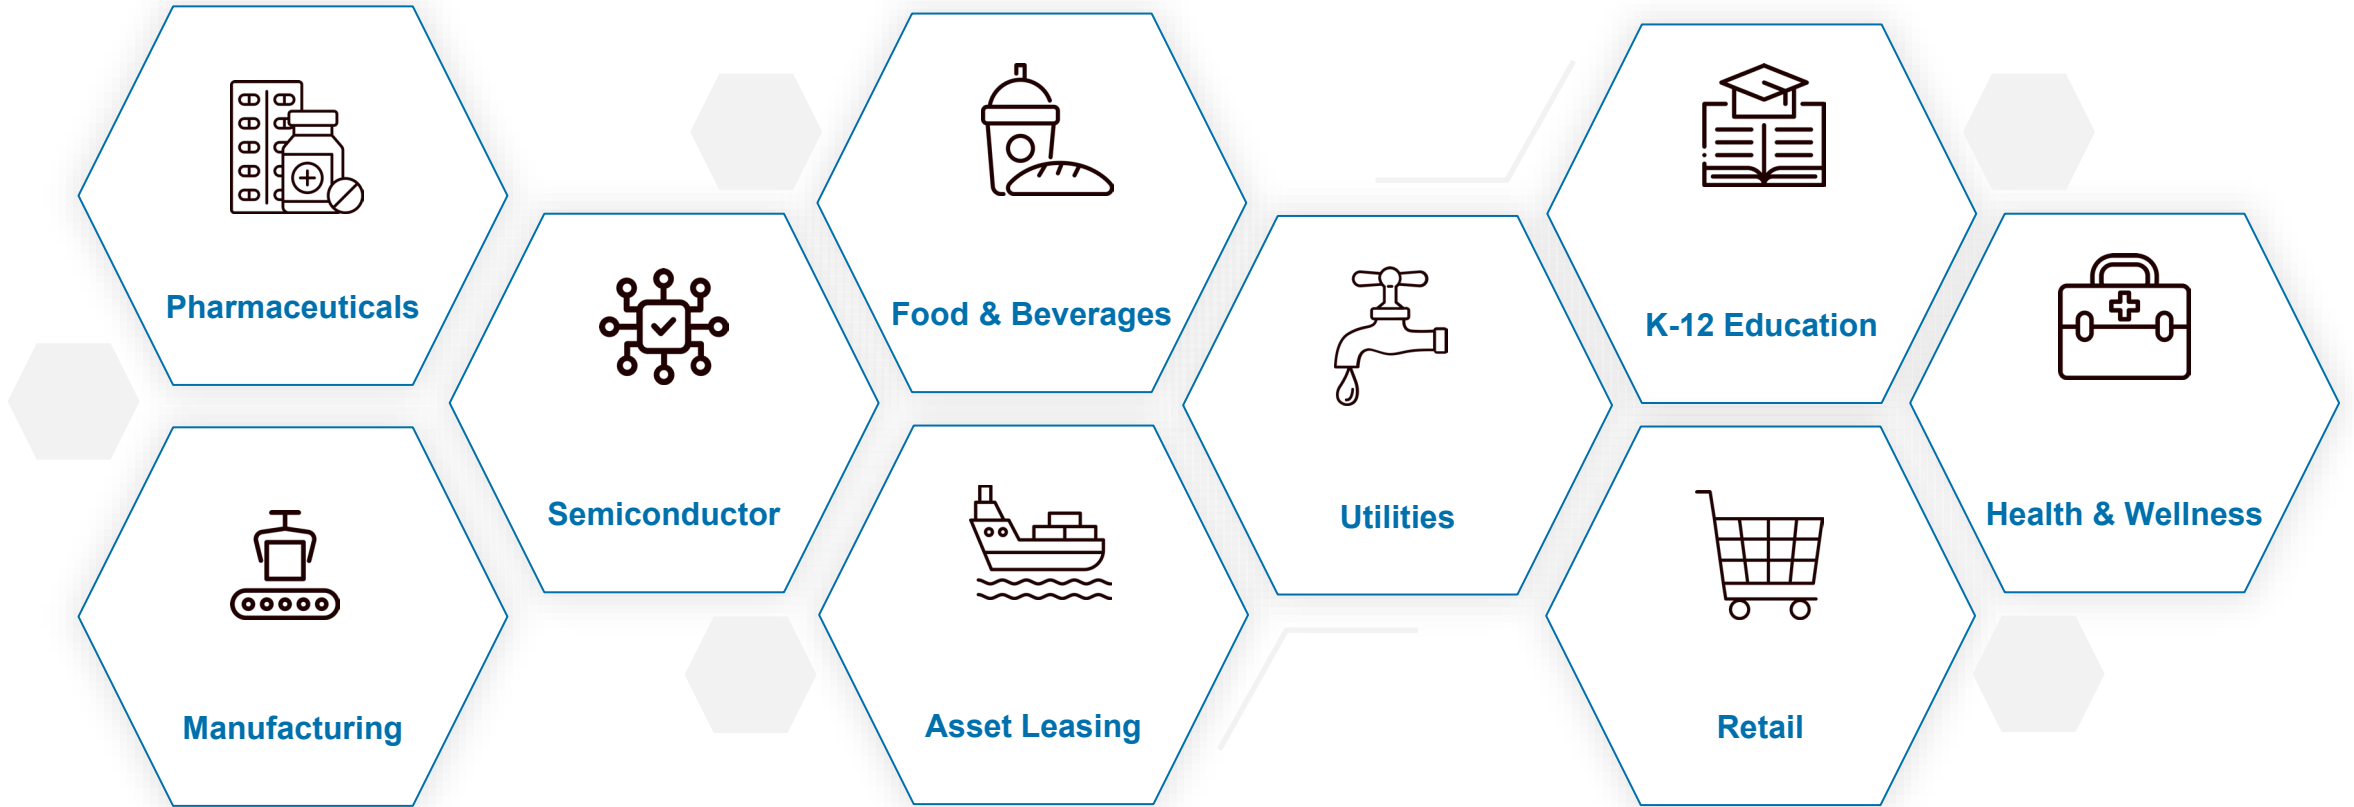 Pharmaceuticals
Food & Beverages
K-12 Education
Semiconductor
Utilities
Health & Wellness
Manufacturing
Asset Leasing
Retail